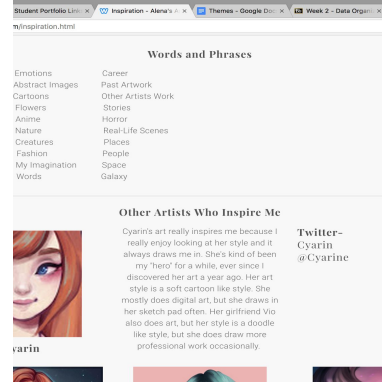 Student Portfolio Link
Inspiration - Alena's A
Themes - Google Doc
Week 2 - Data Organi
m/inspiration.html
Words and Phrases
Emotions Career
Abstract Images Past Artwork
Cartoons Other Artists Work
Flowers Stories
Anime Horror
Nature Real-Life Scenes
Creatures Places
Fashion People
My Imagination Space
Words Galaxy
Other Artists Who Inspire Me
Cyarin's art really inspires me because I
really enjoy looking at her style and it
always draws me in. She's kind of been
my "hero" for a while, ever since I
discovered her art a year ago. Her art
style is a soft cartoon like style. She
mostly does digital art, but she draws in
her sketch pad often. Her girlfriend Vio
also does art, but her style is a doodle
like style, but she does draw more
professional work occasionally.
Twitter-
Cyarin
@Cyarine
yarin